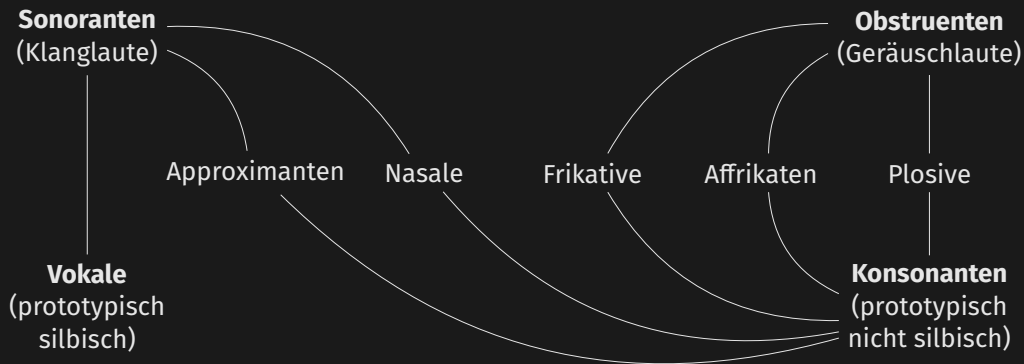 Sonoranten
(Klanglaute)
Obstruenten
(Geräuschlaute)
Approximanten
Nasale
Frikative
Affrikaten
Plosive
Vokale
(prototypisch
silbisch)
Konsonanten
(prototypisch
nicht silbisch)